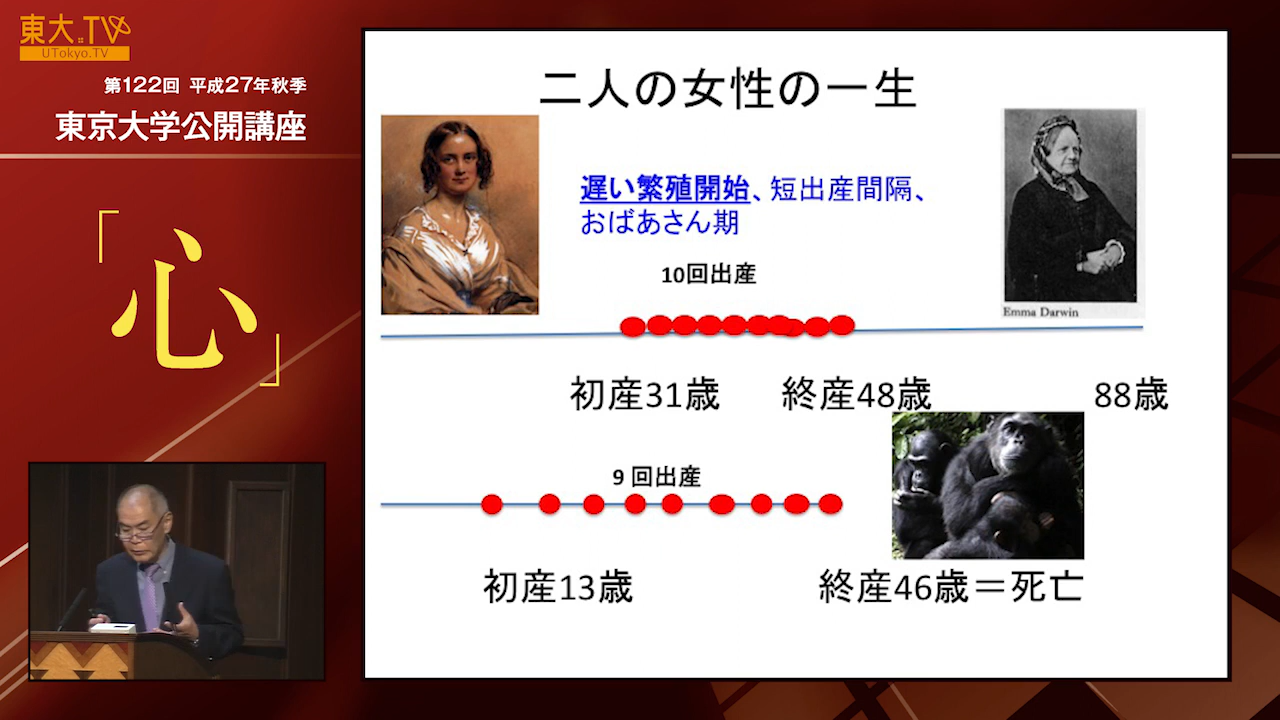 東大.TV
UTokyo.TV
第122回 平成27年秋季
東京大学公開講座
「心」
二人の女性の一生
遅い繁殖開始、短出産間隔、
おばあさん期
10回出産
Emma Darwin
初産31歳
終産48歳
88歳
9 回出産
初産13歳
終産46歳＝死亡